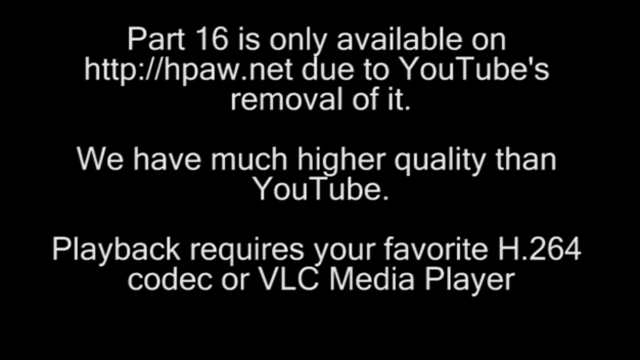 Part 16 is only available on
http://hpaw.net due to YouTube's
removal of it.
We have much higher quality than
YouTube.
Playback requires your favorite H.264
codec or VLC Media Player